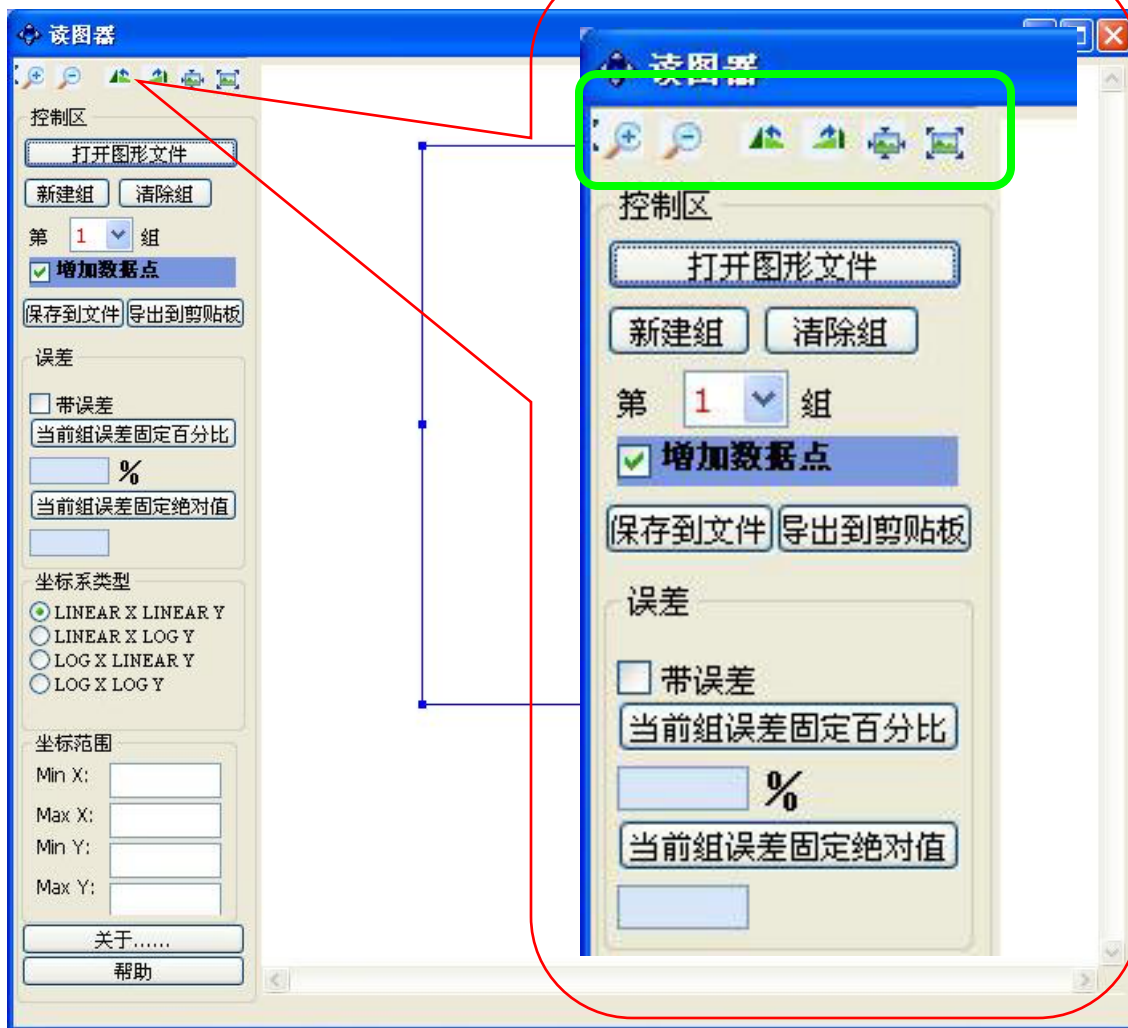 读图器
控制区
打开图形文件
新建组 清除组
第 1 组
增加数据点
保存到文件 导出到剪贴板
误差
带误差
当前组误差固定百分比
%
当前组误差固定绝对值
坐标系类型
LINEAR X LINEAR Y
LINEAR X LOG Y
LOG X LINEAR Y
LOG X LOG Y
坐标范围
Min X:
Max X:
Min Y:
Max Y:
关于......
帮助
读图器
控制区
打开图形文件
新建组 清除组
第 1 组
增加数据点
保存到文件 导出到剪贴板
误差
带误差
当前组误差固定百分比
%
当前组误差固定绝对值